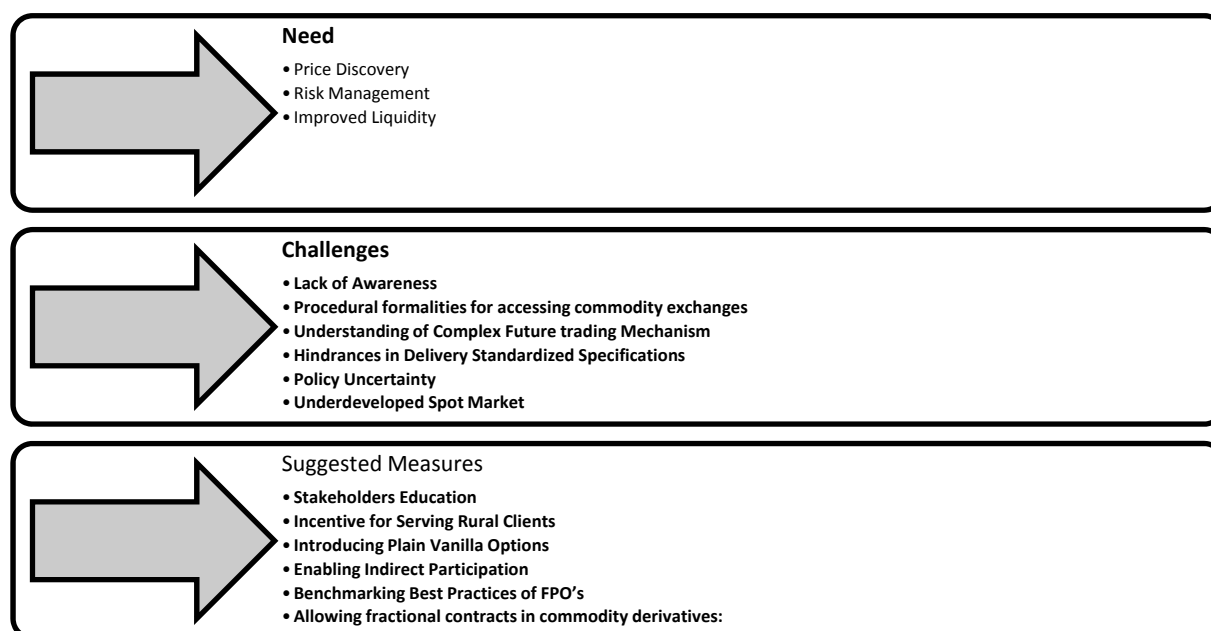 Need
• Price Discovery
• Risk Management
• Improved Liquidity
Challenges
• Lack of Awareness
• Procedural formalities for accessing commodity exchanges
• Understanding of Complex Future trading Mechanism
• Hindrances in Delivery Standardized Specifications
• Policy Uncertainty
• Underdeveloped Spot Market
Suggested Measures
• Stakeholders Education
• Incentive for Serving Rural Clients
• Introducing Plain Vanilla Options
• Enabling Indirect Participation
• Benchmarking Best Practices of FPO’s
• Allowing fractional contracts in commodity derivatives: